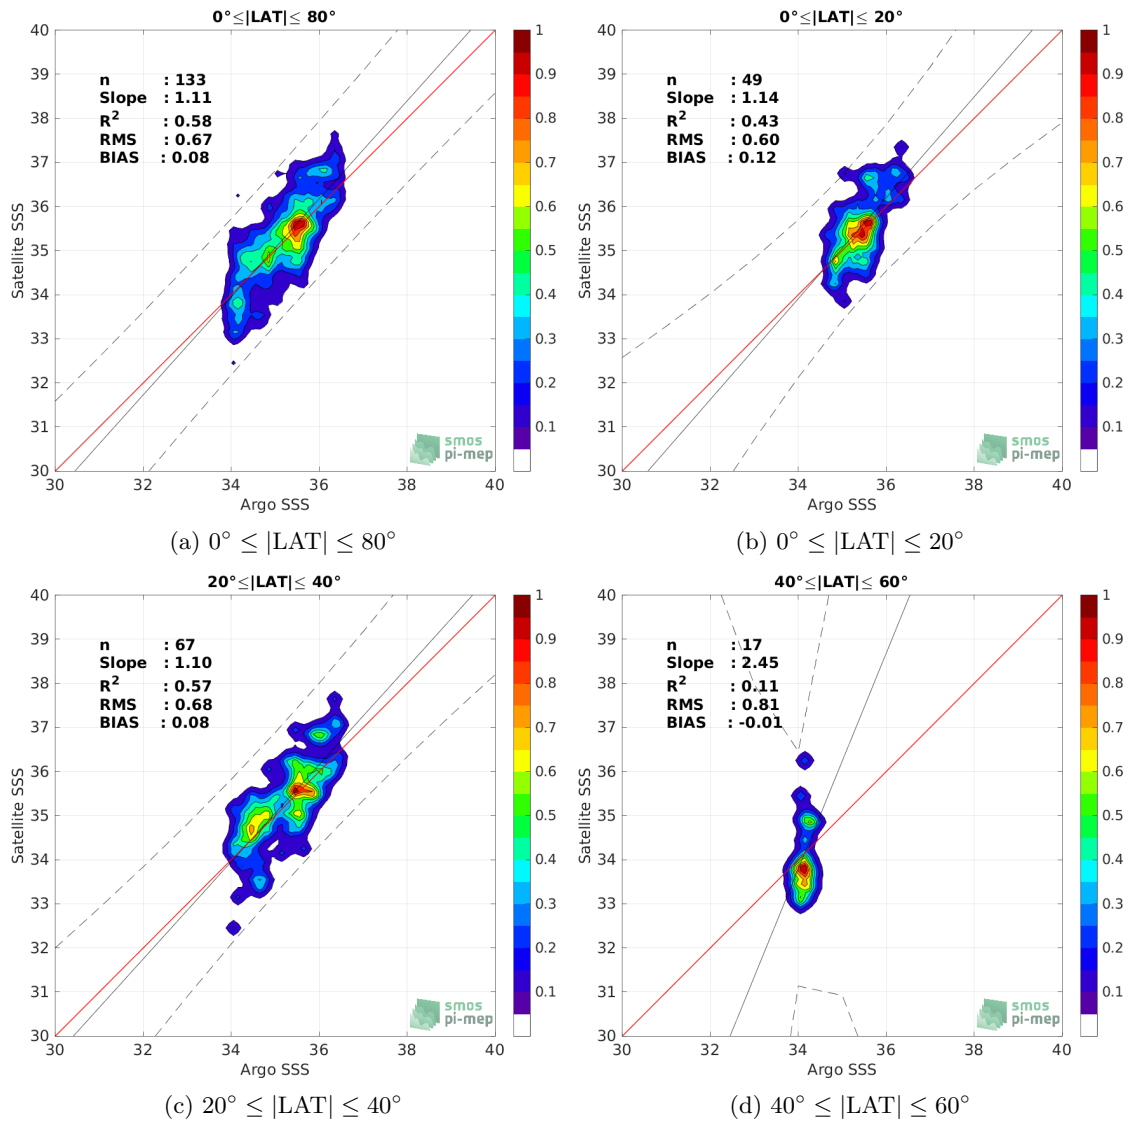 0°≤|LAT|≤ 80°
40
39
38
37
36
35
34
33
32
31
30
Satellite SSS
n : 133
Slope : 1.11
R² : 0.58
RMS : 0.67
BIAS : 0.08
smos
pi-mep
30 32 34 36 38 40
Argo SSS
1
0.9
0.8
0.7
0.6
0.5
0.4
0.3
0.2
0.1
(a) 0° ≤ |LAT| ≤ 80°
0°≤|LAT|≤ 20°
40
39
38
37
36
35
34
33
32
31
30
Satellite SSS
n : 49
Slope : 1.14
R² : 0.43
RMS : 0.60
BIAS : 0.12
smos
pi-mep
30 32 34 36 38 40
Argo SSS
1
0.9
0.8
0.7
0.6
0.5
0.4
0.3
0.2
0.1
(b) 0° ≤ |LAT| ≤ 20°
20°≤|LAT|≤ 40°
40
39
38
37
36
35
34
33
32
31
30
Satellite SSS
n : 67
Slope : 1.10
R² : 0.57
RMS : 0.68
BIAS : 0.08
smos
pi-mep
30 32 34 36 38 40
Argo SSS
1
0.9
0.8
0.7
0.6
0.5
0.4
0.3
0.2
0.1
(c) 20° ≤ |LAT| ≤ 40°
40°≤|LAT|≤ 60°
40
39
38
37
36
35
34
33
32
31
30
Satellite SSS
n : 17
Slope : 2.45
R² : 0.11
RMS : 0.81
BIAS : -0.01
smos
pi-mep
30 32 34 36 38 40
Argo SSS
1
0.9
0.8
0.7
0.6
0.5
0.4
0.3
0.2
0.1
(d) 40° ≤ |LAT| ≤ 60°